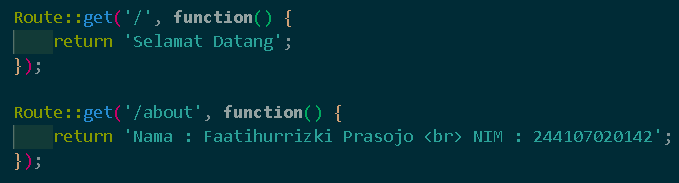 Route::get('/', function() {
    return 'Selamat Datang';
});

Route::get('/about', function() {
    return 'Nama : Faatihurrizki Prasojo <br> NIM : 244107020142';
});